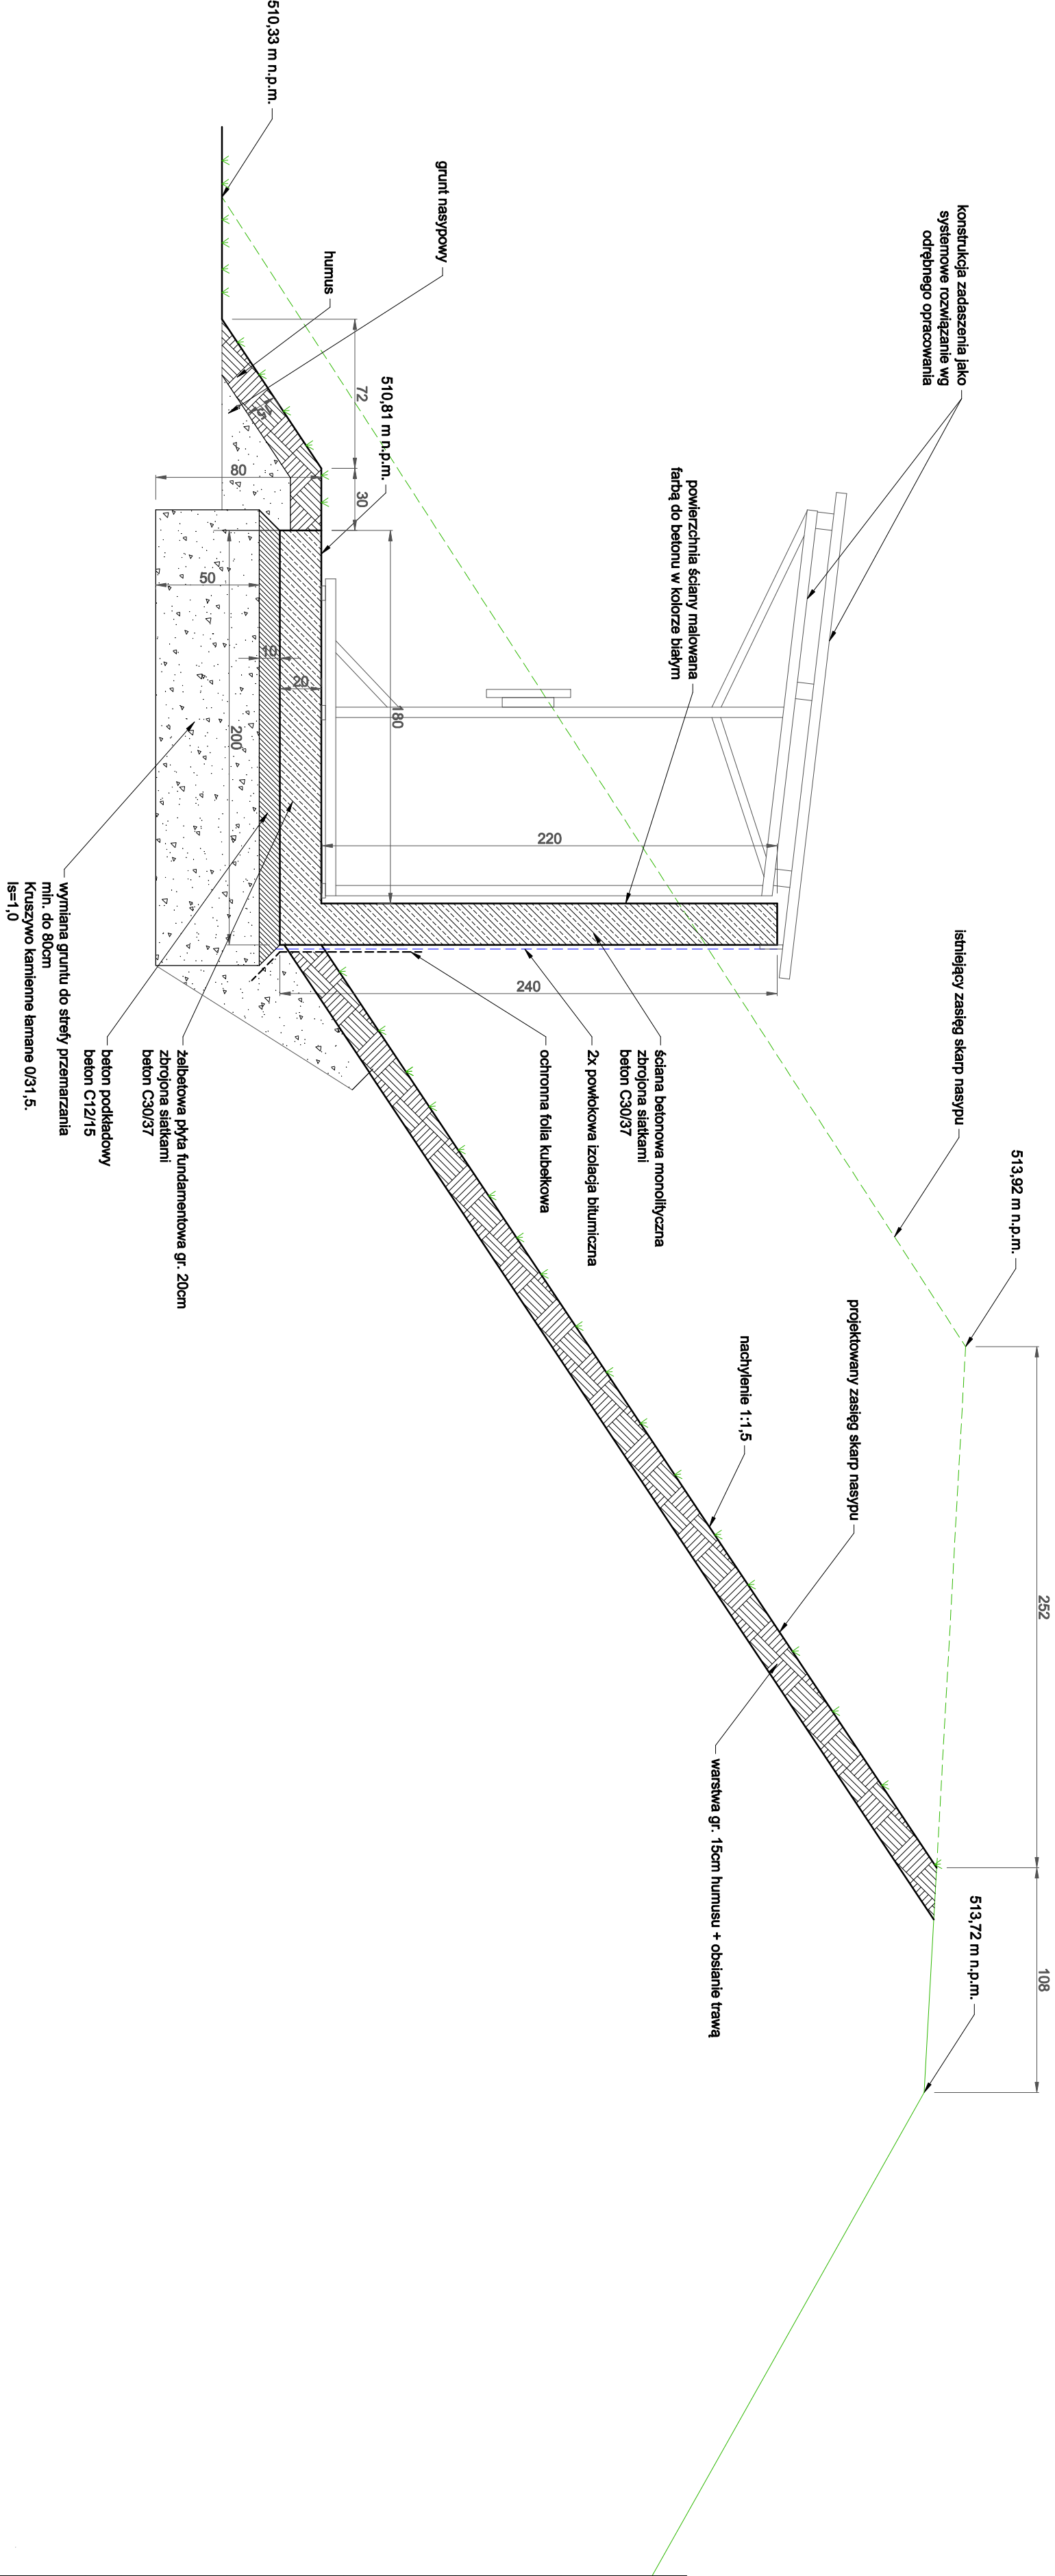 510,33 m n.p.m.
grunt nasypowy
humus
72
15
80
30
510,81 m n.p.m.
konstrukcja zadaszenia jako
systemowe rozwiązanie wg
odrębnego opracowania
powierzchnia ściany malowana
farbą do betonu w kolorze białym
50
10
20
200
180
220
240
istniejący zasięg skarp nasypu
513,92 m n.p.m.
252
projektowany zasięg skarp nasypu
nachylenie 1:1,5
ściana betonowa monolityczna
zbrojona siatkami
beton C30/37
2x powłokowa izolacja bitumiczna
ochronna folia kubełkowa
żelbetowa płyta fundamentowa gr. 20cm
zbrojona siatkami
beton C30/37
beton podkładowy
beton C12/15
wymiana gruntu do strefy przemarzania
min. do 80cm
Kruszywo kamienne łamane 0/31,5.
Is=1,0
warstwa gr. 15cm humusu + obsianie trawą
513,72 m n.p.m.
108